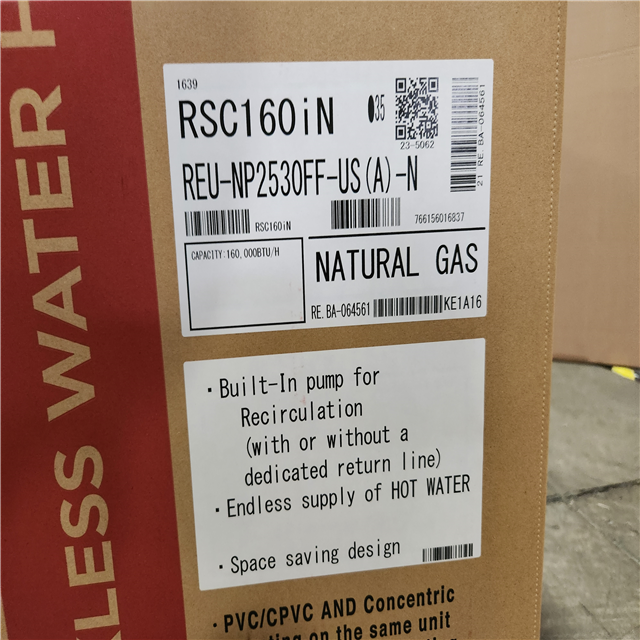 1639
RSC160iN
35
23-5062
21 RE. BA-064561
REU-NP2530FF-US(A)-N
RSC160iN
766156016837
CAPACITY:160,000BTU/H
NATURAL GAS
RE. BA-064561
KE1A16
・Built-In pump for
Recirculation
(with or without a
dedicated return line)
・Endless supply of HOT WATER
・Space saving design
• PVC/CPVC AND Concentric
on the same unit
KLESS WATER H